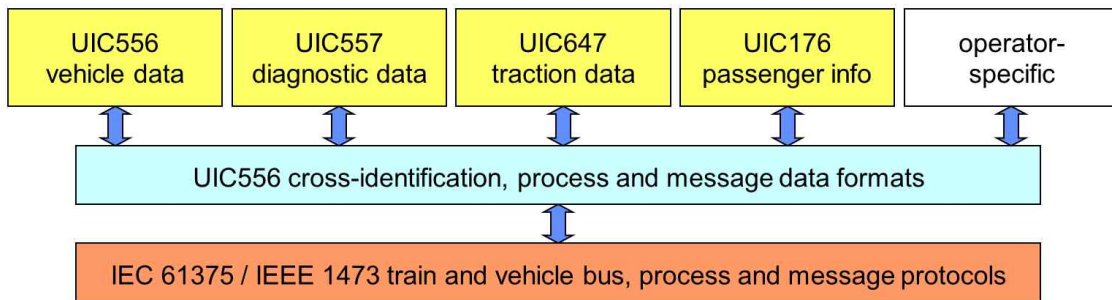 UIC556
vehicle data
UIC557
diagnostic data
UIC647
traction data
UIC176
passenger info
operator-
specific
UIC556 cross-identification, process and message data formats
IEC 61375 / IEEE 1473 train and vehicle bus, process and message protocols